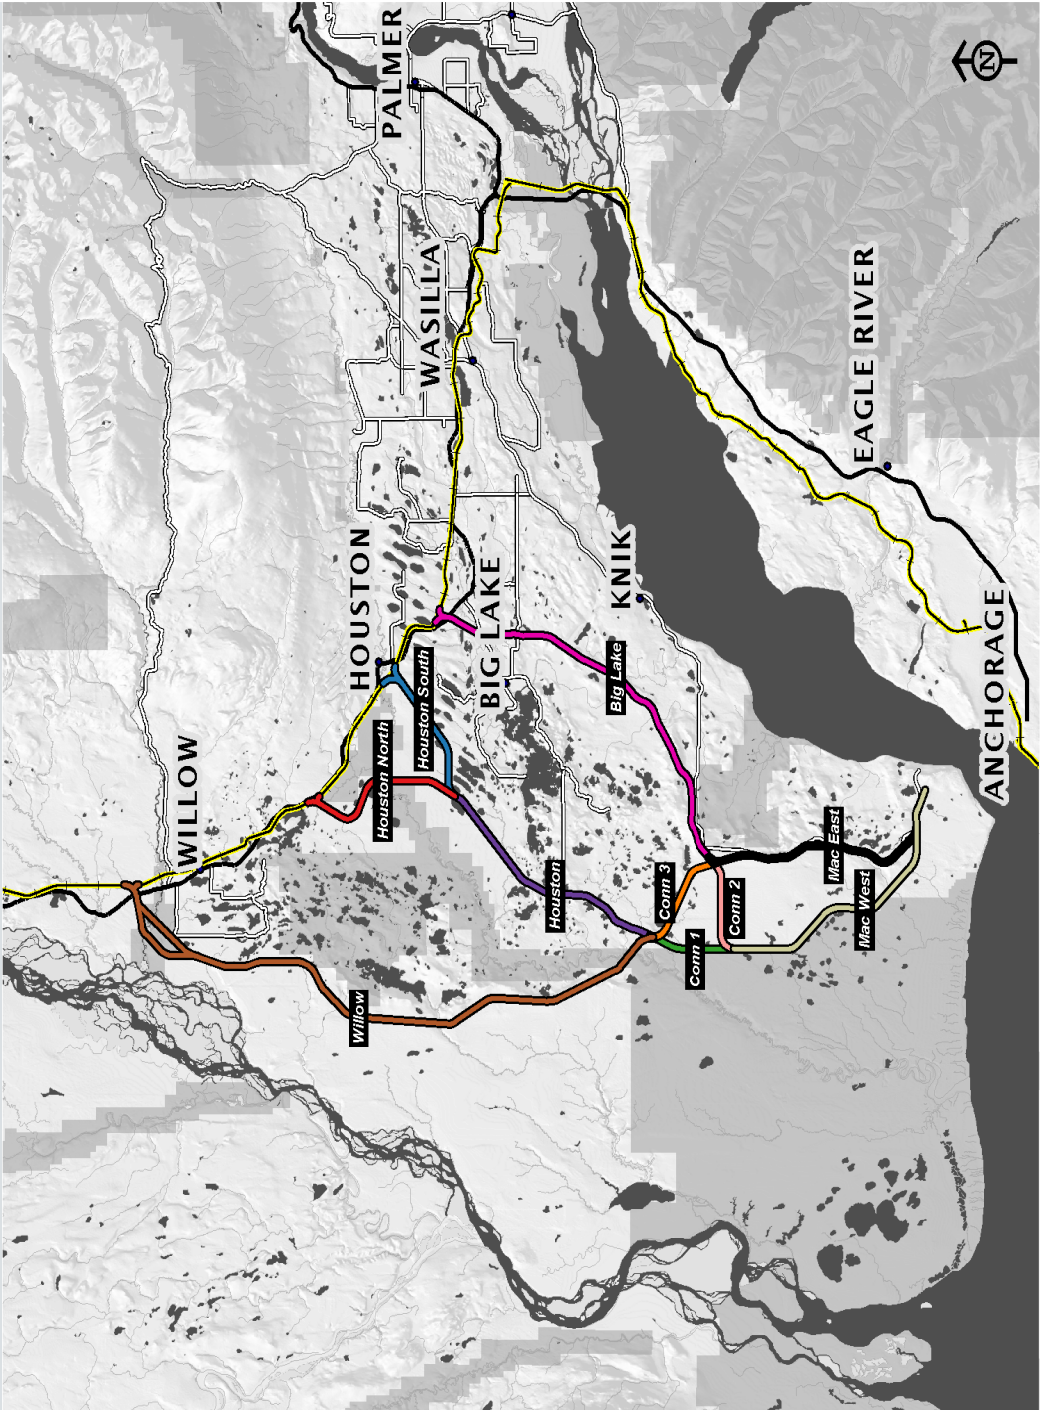 WILLOW
HOUSTON
WASILLA
PALMER
BIG LAKE
KNIK
EAGLE RIVER
ANCHORAGE
Willow
Houston North
Houston South
Houston
Big Lake
Conn 3
Conn 1
Conn 2
Mac East
Mac West
N